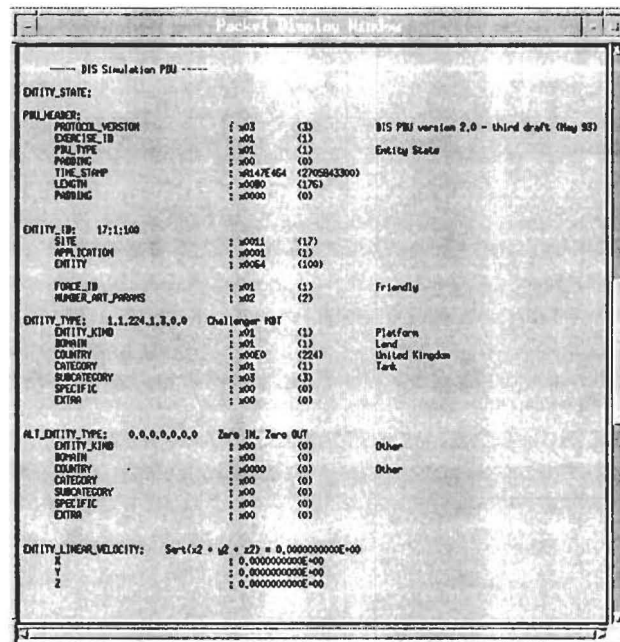 Packet Display Window
----- DIS Simulation PDU -----
ENTITY_STATE:
PDU_HEADER:
PROTOCOL_VERSION : x03 (3) DIS PDU version 2.0 - third draft (May 93)
EXERCISE_ID : x01 (1)
PDU_TYPE : x01 (1) Entity State
PADDING : x00 (0)
TIME_STAMP : xA147E464 (2705843300)
LENGTH : x00B0 (176)
PADDING : x0000 (0)
ENTITY_ID: 17:1:100
SITE : x0011 (17)
APPLICATION : x0001 (1)
ENTITY : x0064 (100)
FORCE_ID : x01 (1) Friendly
NUMBER_ART_PARAMS : x02 (2)
ENTITY_TYPE: 1,1,224,1,3,0,0 Challenger MBT
ENTITY_KIND : x01 (1) Platform
DOMAIN : x01 (1) Land
COUNTRY : x00E0 (224) United Kingdom
CATEGORY : x01 (1) Tank
SUBCATEGORY : x03 (3)
SPECIFIC : x00 (0)
EXTRA : x00 (0)
ALT_ENTITY_TYPE: 0,0,0,0,0,0,0 Zero IN, Zero OUT
ENTITY_KIND : x00 (0) Other
DOMAIN : x00 (0)
COUNTRY : x0000 (0) Other
CATEGORY : x00 (0)
SUBCATEGORY : x00 (0)
SPECIFIC : x00 (0)
EXTRA : x00 (0)
ENTITY_LINEAR_VELOCITY: Sqrt(x2 + y2 + z2) = 0.0000000000E+00
X : 0.0000000000E+00
Y : 0.0000000000E+00
Z : 0.0000000000E+00